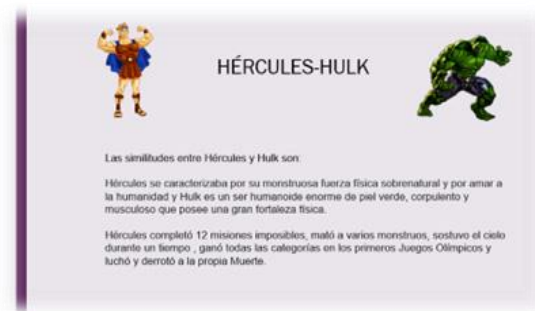 HÉRCULES-HULK
Las similitudes entre Hércules y Hulk son:
Hércules se caracterizaba por su monstruosa fuerza física sobrenatural y por amar a
la humanidad y Hulk es un ser humanoide enorme de piel verde, corpulento y
musculoso que posee una gran fortaleza física.
Hércules completó 12 misiones imposibles, mató a varios monstruos, sostuvo el cielo
durante un tiempo , ganó todas las categorías en los primeros Juegos Olímpicos y
luchó y derrotó a la propia Muerte.